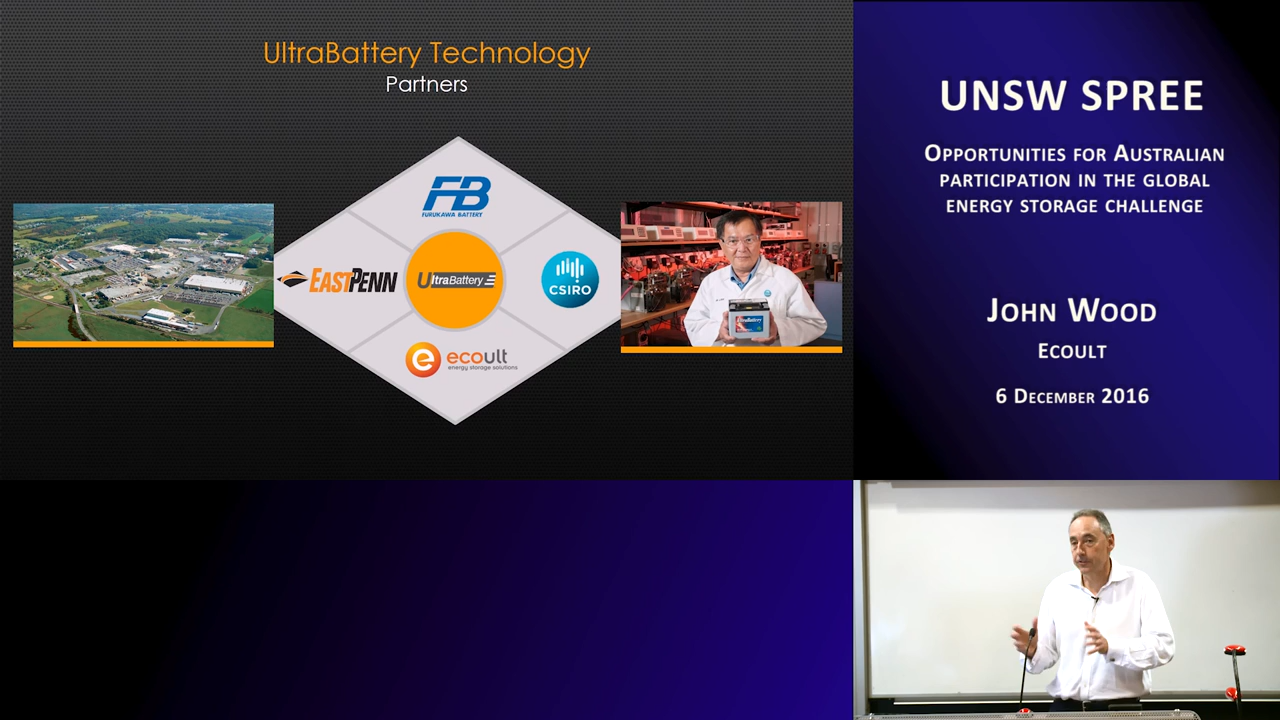 UltraBattery Technology
Partners
FB
FURUKAWA BATTERY
EASTPENN
UltraBattery
CSIRO
e ecoult
energy storage solutions
UltraBattery
UNSW SPREE
OPPORTUNITIES FOR AUSTRALIAN
PARTICIPATION IN THE GLOBAL
ENERGY STORAGE CHALLENGE
JOHN WOOD
ECOULT
6 DECEMBER 2016